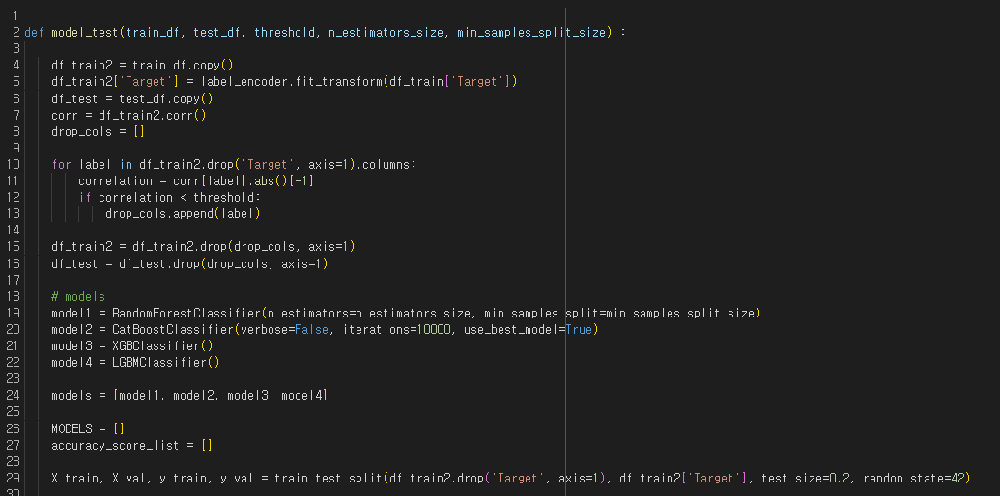 1
2 def model_test(train_df, test_df, threshold, n_estimators_size, min_samples_split_size) :
3
4     df_train2 = train_df.copy()
5     df_train2['Target'] = label_encoder.fit_transform(df_train['Target'])
6     df_test = test_df.copy()
7     corr = df_train2.corr()
8     drop_cols = []
9
10     for label in df_train2.drop('Target', axis=1).columns:
11         correlation = corr[label].abs()[-1]
12         if correlation < threshold:
13             drop_cols.append(label)
14
15     df_train2 = df_train2.drop(drop_cols, axis=1)
16     df_test = df_test.drop(drop_cols, axis=1)
17
18     # models
19     model1 = RandomForestClassifier(n_estimators=n_estimators_size, min_samples_split=min_samples_split_size)
20     model2 = CatBoostClassifier(verbose=False, iterations=10000, use_best_model=True)
21     model3 = XGBClassifier()
22     model4 = LGBMClassifier()
23
24     models = [model1, model2, model3, model4]
25
26     MODELS = []
27     accuracy_score_list = []
28
29     X_train, X_val, y_train, y_val = train_test_split(df_train2.drop('Target', axis=1), df_train2['Target'], test_size=0.2, random_state=42)
30